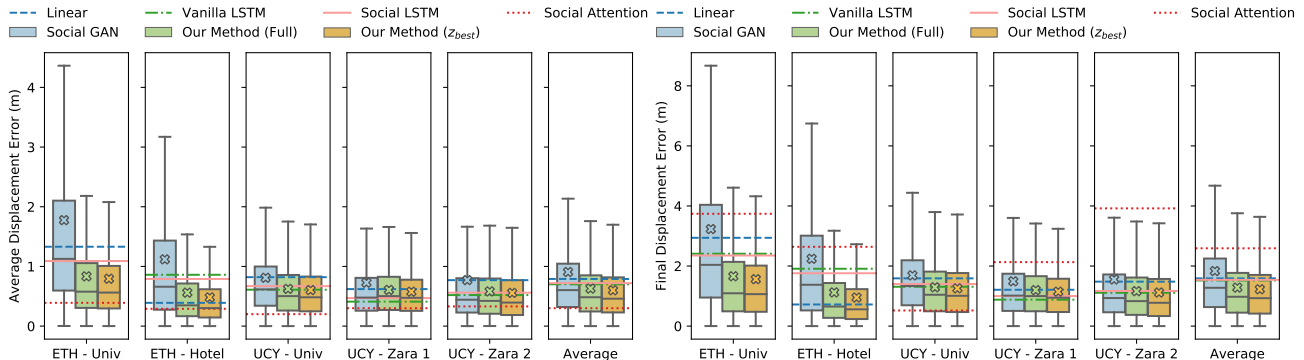 Linear
Vanilla LSTM
Social LSTM
Social Attention
Social GAN
Our Method (Full)
Our Method (z_best)
Average Displacement Error (m)
4
3
2
1
0
ETH - Univ
ETH - Hotel
UCY - Univ
UCY - Zara 1
UCY - Zara 2
Average
Linear
Vanilla LSTM
Social LSTM
Social Attention
Social GAN
Our Method (Full)
Our Method (z_best)
Final Displacement Error (m)
8
6
4
2
0
ETH - Univ
ETH - Hotel
UCY - Univ
UCY - Zara 1
UCY - Zara 2
Average